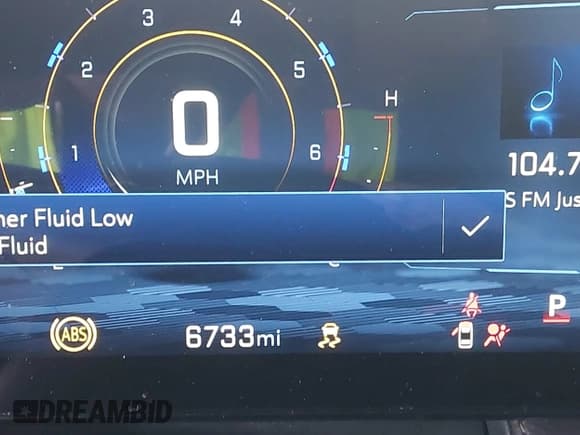 3 4
2 5
1 6
0
MPH
H
104.7
S FM Jus
her Fluid Low
Fluid
ABS
6733mi
P
DREAMBID